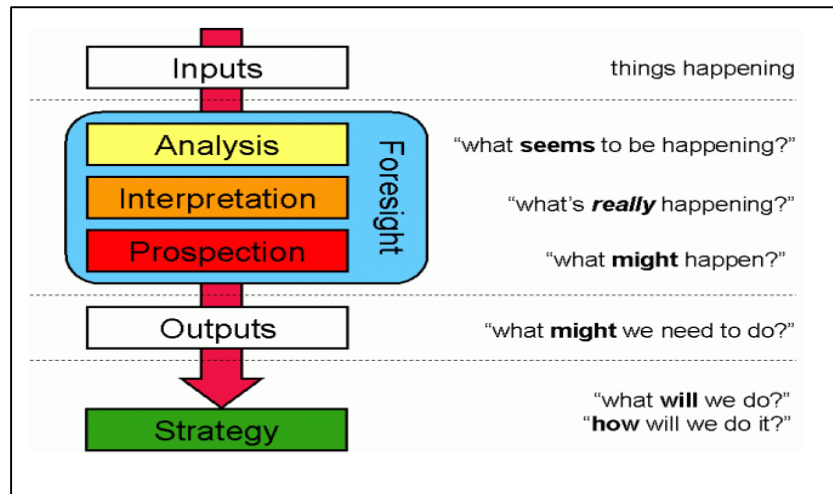 Inputs
things happening
Analysis
“what seems to be happening?”
Interpretation
“what’s really happening?”
Prospection
“what might happen?”
Foresight
Outputs
“what might we need to do?”
Strategy
“what will we do?”
“how will we do it?”